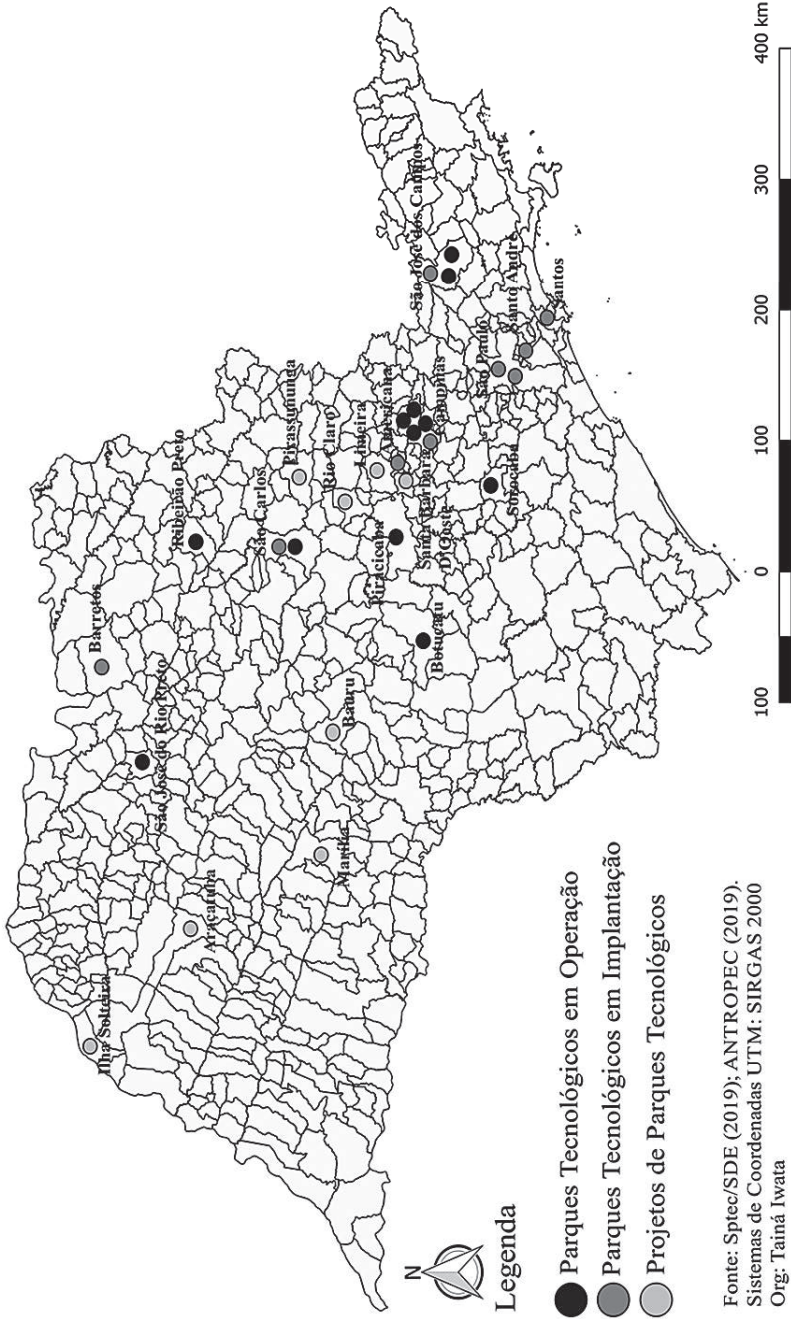 Ilha Solteira
Araçatuba
Marília
Bauru
São José do Rio Preto
Barrotos
Ribeirão Preto
São Carlos
Pirassununga
Rio Claro
Limeira
Americana
Piracicaba
Santa Bárbara
D'Oeste
Campinas
Botucatu
Sorocaba
São Paulo
Santo André
Santos
São José dos Campos
N
Legenda
Parques Tecnológicos em Operação
Parques Tecnológicos em Implantação
Projetos de Parques Tecnológicos
Fonte: Sptec/SDE (2019); ANTROPEC (2019).
Sistemas de Coordenadas UTM: SIRGAS 2000
Org: Tainá Iwata
100 0 100 200 300 400 km